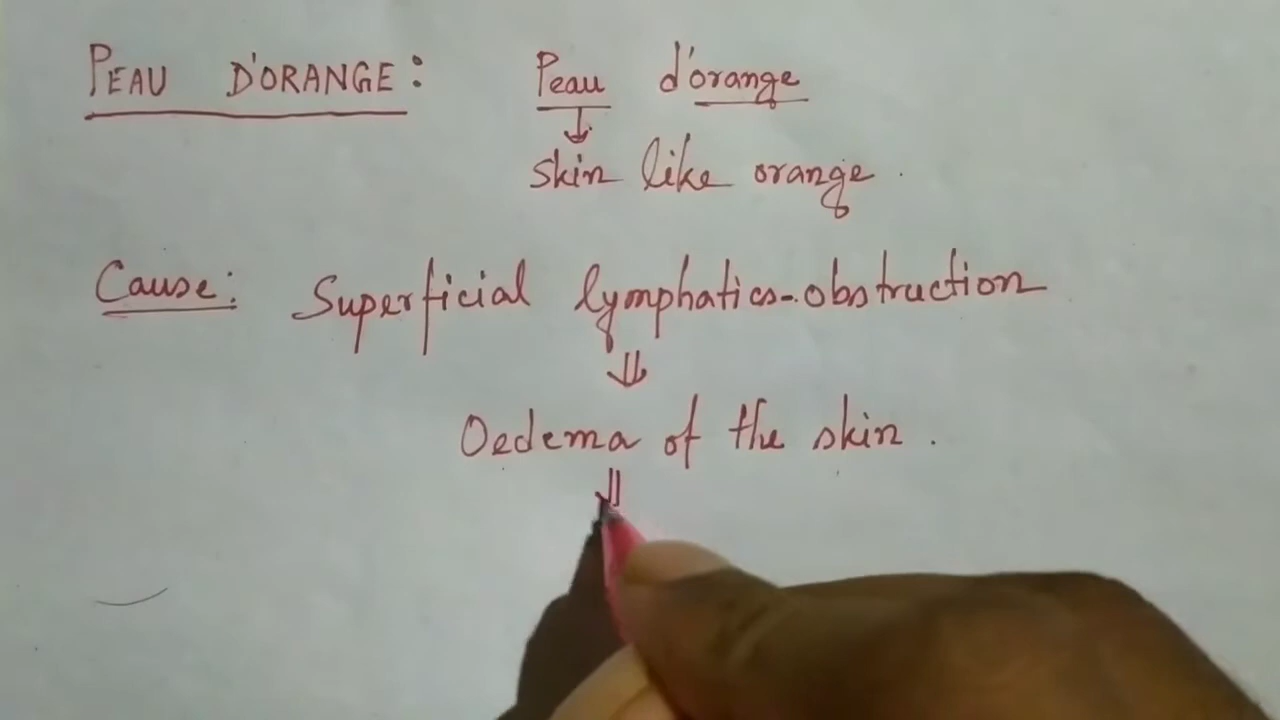 PEAU D'ORANGE: Peau d'orange
↓
skin like orange.
Cause: Superficial lymphatics-obstruction
⇓
Oedema of the skin.
⇓